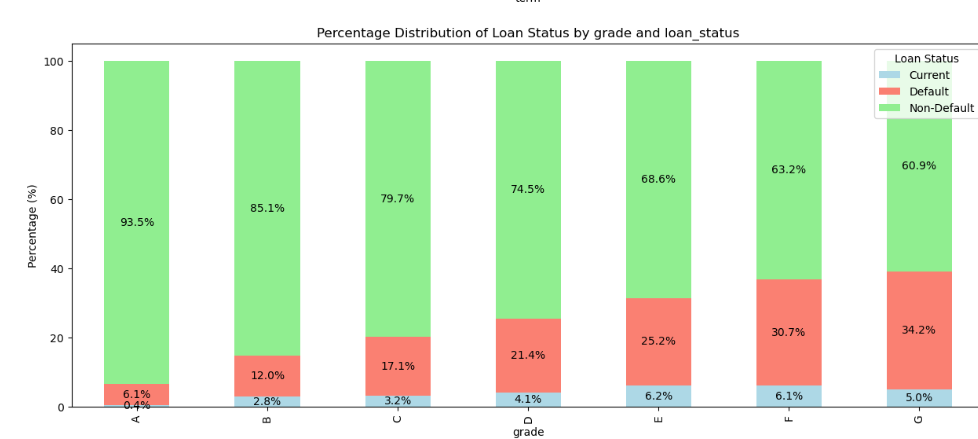 term
Percentage Distribution of Loan Status by grade and loan_status
Loan Status
Current
Default
Non-Default
Percentage (%)
100
80
60
40
20
0
93.5%
6.1%
0.4%
85.1%
12.0%
2.8%
79.7%
17.1%
3.2%
74.5%
21.4%
4.1%
68.6%
25.2%
6.2%
63.2%
30.7%
6.1%
60.9%
34.2%
5.0%
A
B
C
D
E
F
G
grade